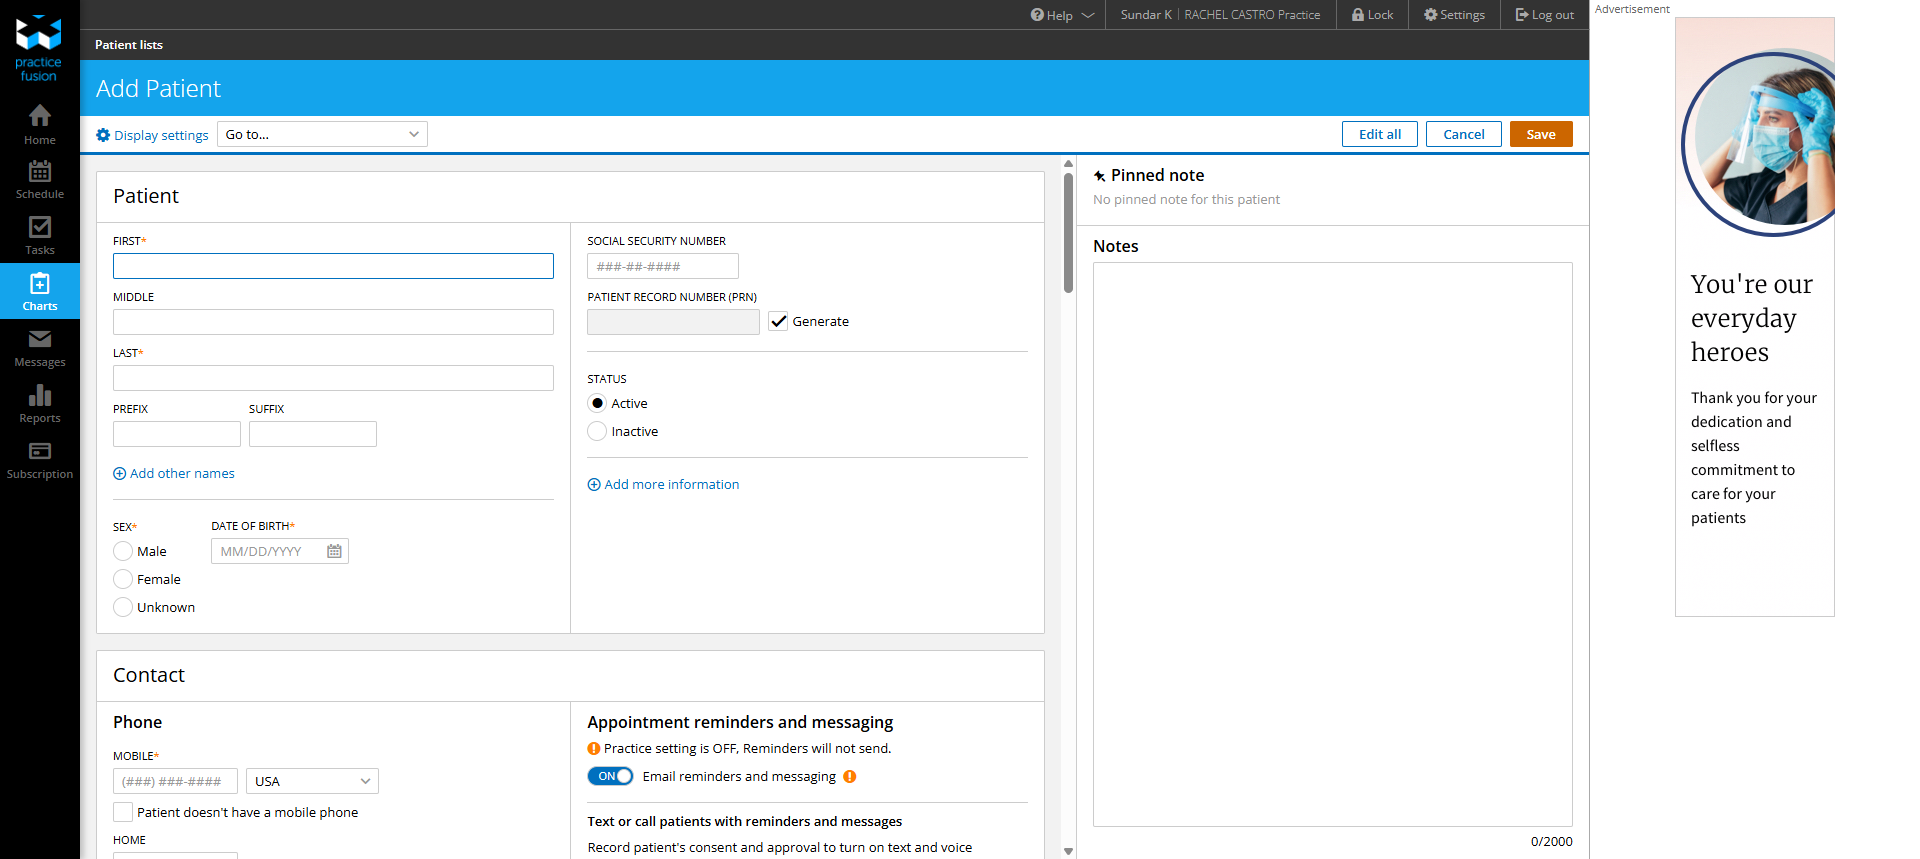 practice
fusion
Home
Schedule
Tasks
Charts
Messages
Reports
Subscription
Help
Sundar K | RACHEL CASTRO Practice
Lock
Settings
Log out
Patient lists
Add Patient
Display settings
Go to...
Edit all
Cancel
Save
Patient
FIRST*
MIDDLE
LAST*
PREFIX SUFFIX
Add other names
SEX* DATE OF BIRTH*
Male MM/DD/YYYY
Female
Unknown
SOCIAL SECURITY NUMBER
###-##-####
PATIENT RECORD NUMBER (PRN)
Generate
STATUS
Active
Inactive
Add more information
Contact
Phone
MOBILE*
(###) ###-#### USA
Patient doesn't have a mobile phone
HOME
Appointment reminders and messaging
Practice setting is OFF, Reminders will not send.
ON Email reminders and messaging
Text or call patients with reminders and messages
Record patient's consent and approval to turn on text and voice
Pinned note
No pinned note for this patient
Notes
0/2000
Advertisement
You're our
everyday
heroes
Thank you for your
dedication and
selfless
commitment to
care for your
patients